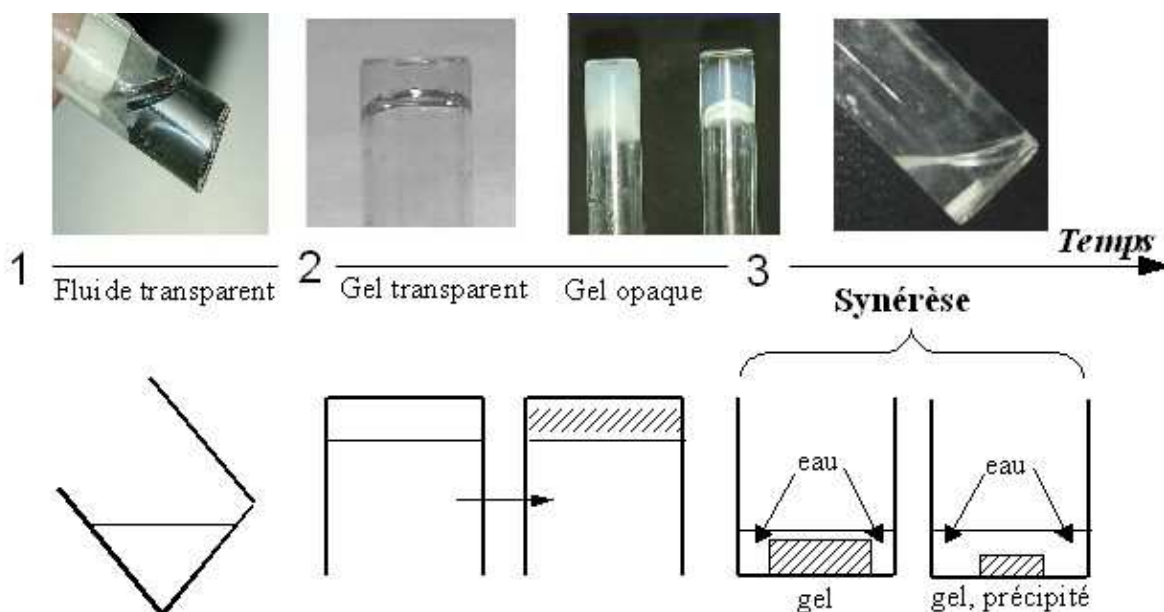 Temps
1 2 3
Fluide transparent Gel transparent Gel opaque
Synérèse
eau eau
gel gel, précipité